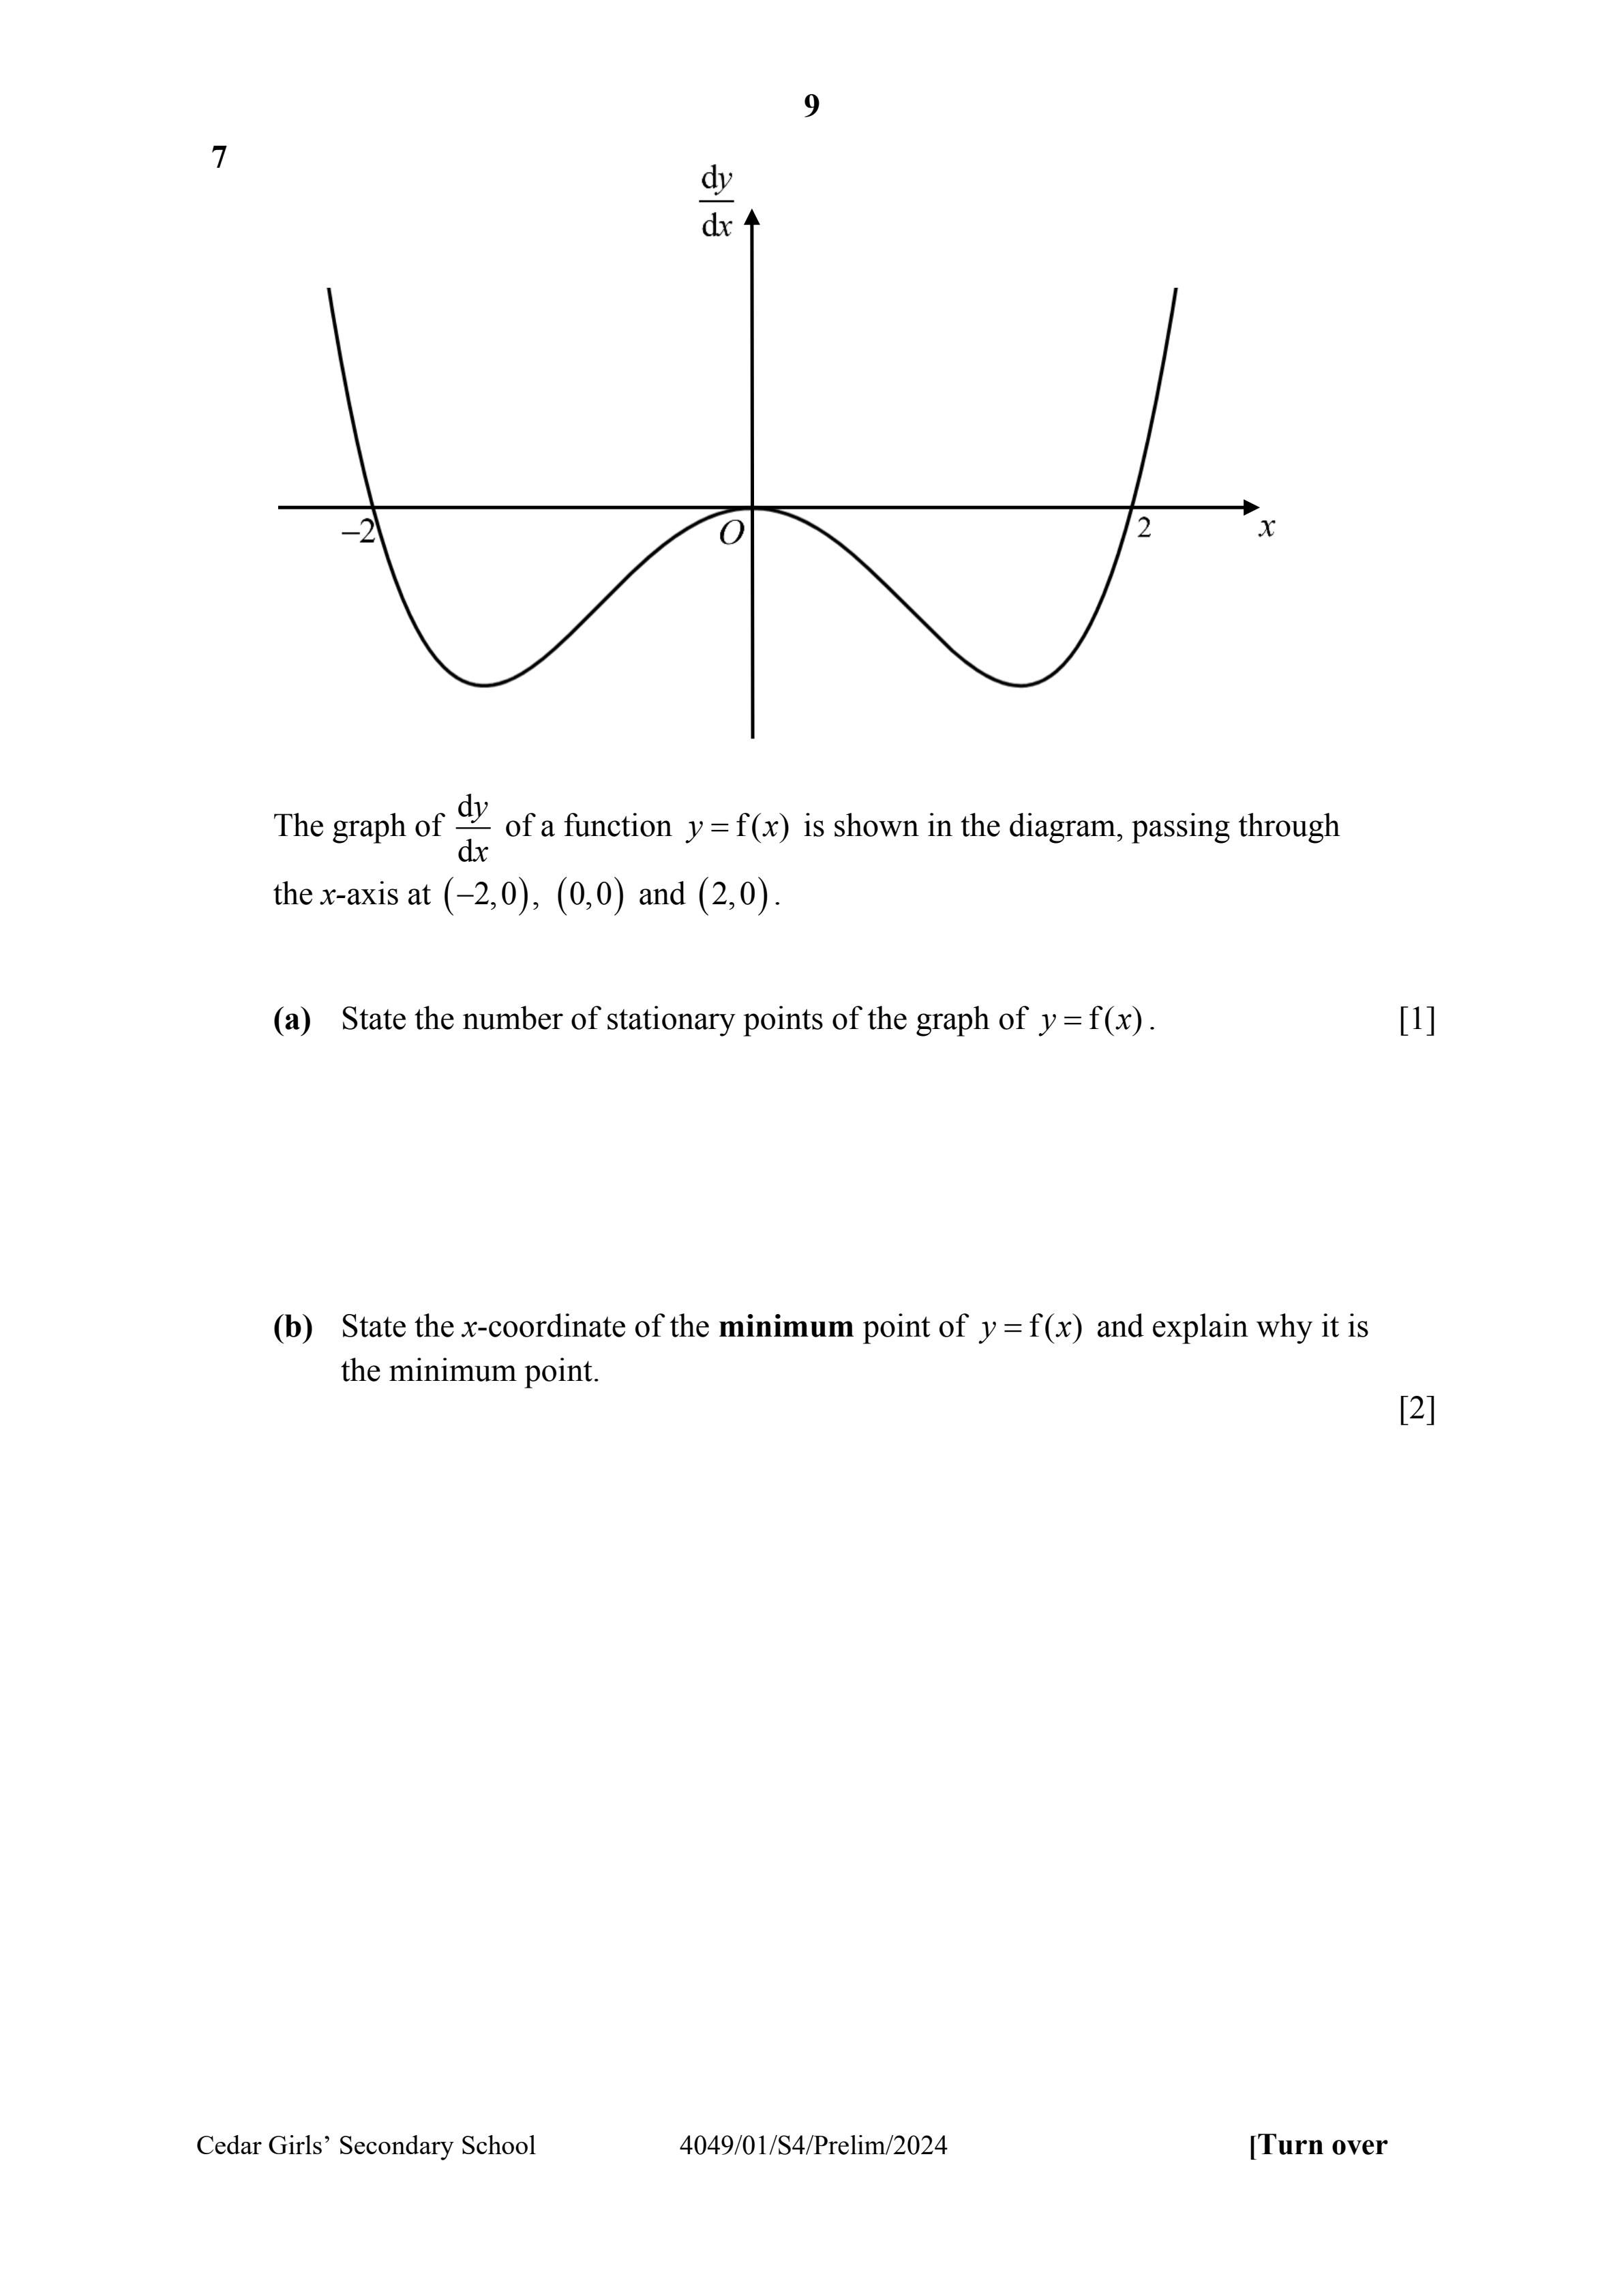 9
7
dy
dx
–2
O
2
x
The graph of dy/dx of a function y = f(x) is shown in the diagram, passing through
the x-axis at (–2,0), (0,0) and (2,0).
(a) State the number of stationary points of the graph of y = f(x). [1]
(b) State the x-coordinate of the minimum point of y = f(x) and explain why it is
the minimum point.
[2]
Cedar Girls’ Secondary School 4049/01/S4/Prelim/2024 [Turn over